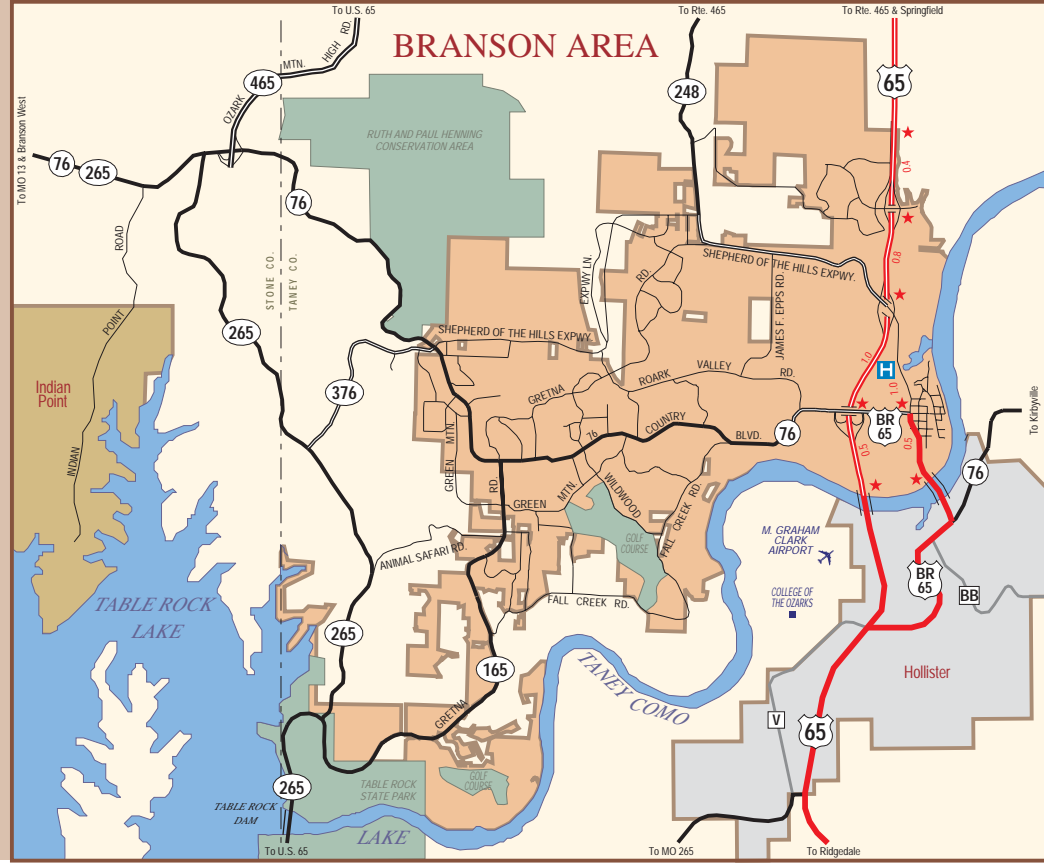 To U.S. 65
To Rte. 465
To Rte. 465 & Springfield
BRANSON AREA
OZARK
MTN.
HIGH
RD.
465
248
65
0.4
To MO 13 & Branson West
76
265
RUTH AND PAUL HENNING
CONSERVATION AREA
76
ROAD
POINT
INDIAN
STONE CO.
TANEY CO.
EXPWY LN.
RD.
SHEPHERD OF THE HILLS EXPWY.
0.8
JAMES F. EPPS RD.
265
SHEPHERD OF THE HILLS EXPWY.
1.0
H
1.0
Indian
Point
376
GRETNA
ROARK
VALLEY
RD.
76
COUNTRY
BLVD.
76
BR
65
0.5
0.5
To Kirbyville
76
GREEN
MTN.
RD.
GREEN
MTN.
WILDWOOD
FALL CREEK RD.
GOLF
COURSE
M. GRAHAM
CLARK
AIRPORT
ANIMAL SAFARI RD.
COLLEGE OF
THE OZARKS
BR
65
BB
TABLE ROCK
LAKE
FALL CREEK RD.
265
165
TANEY COMO
Hollister
GRETNA
V
65
265
TABLE ROCK
STATE PARK
GOLF
COURSE
TABLE ROCK
DAM
LAKE
To U.S. 65
To MO 265
To Ridgedale